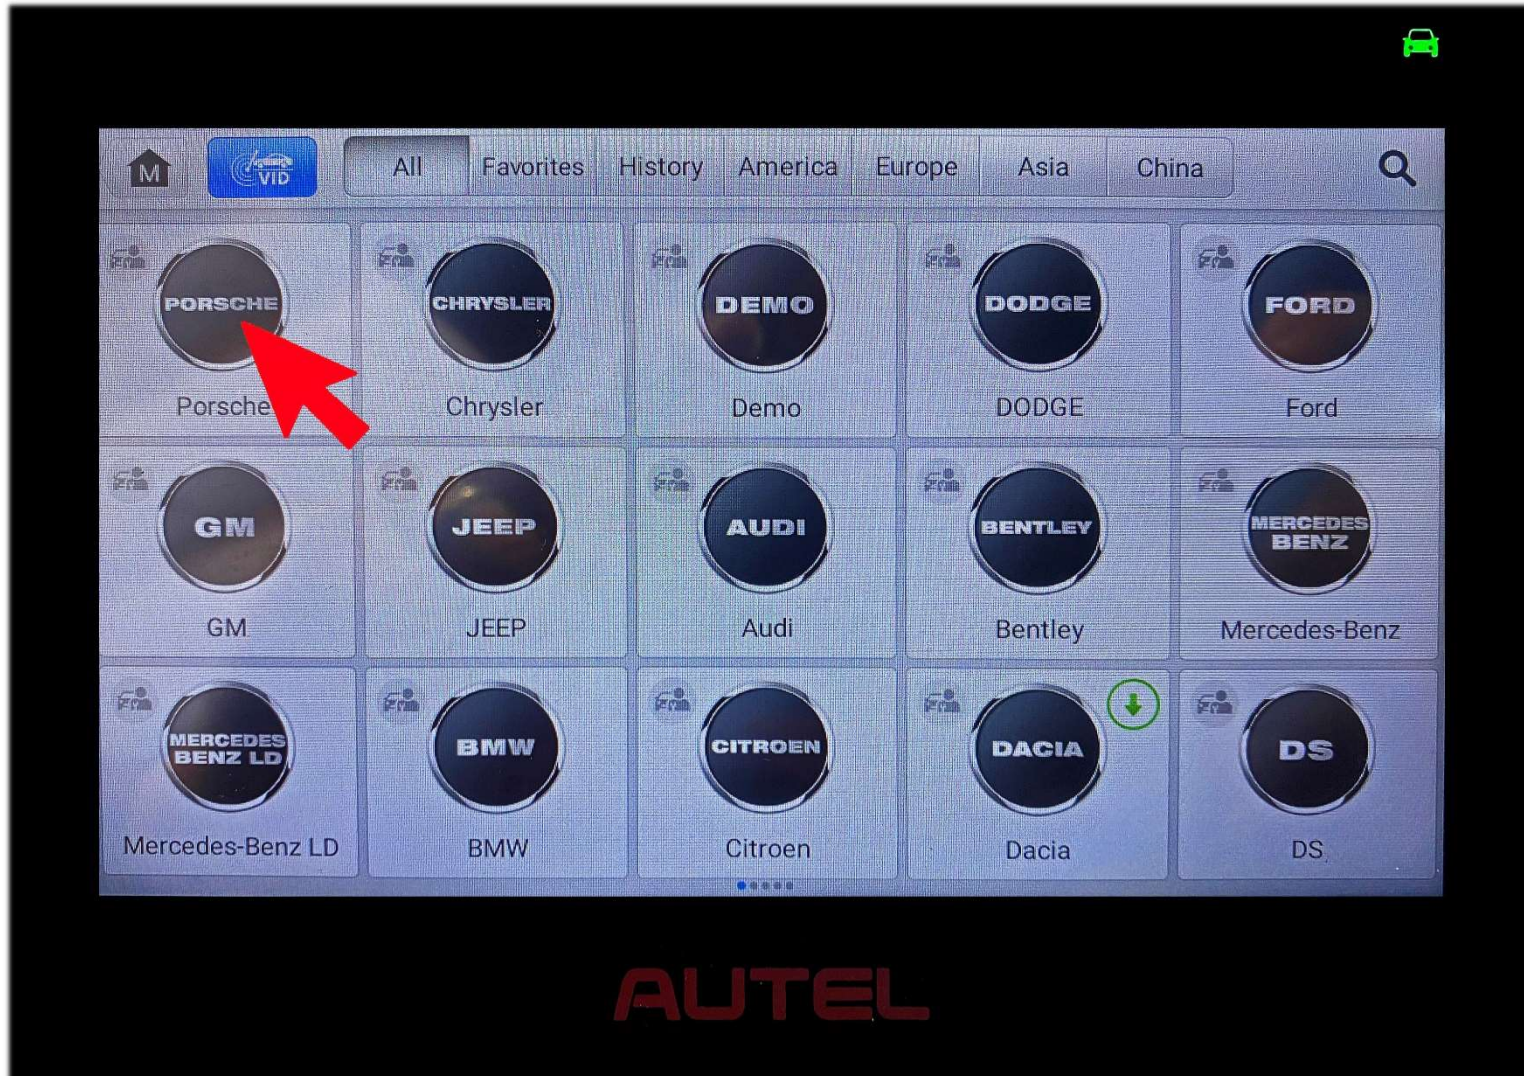 M
VID
All Favorites History America Europe Asia China
PORSCHE
CHRYSLER
DEMO
DODGE
FORD
Porsche
Chrysler
Demo
DODGE
Ford
GM
JEEP
AUDI
BENTLEY
MERCEDES
BENZ
GM
JEEP
Audi
Bentley
Mercedes-Benz
MERCEDES
BENZ LD
BMW
CITROEN
DACIA
DS
Mercedes-Benz LD
BMW
Citroen
Dacia
DS
AUTEL